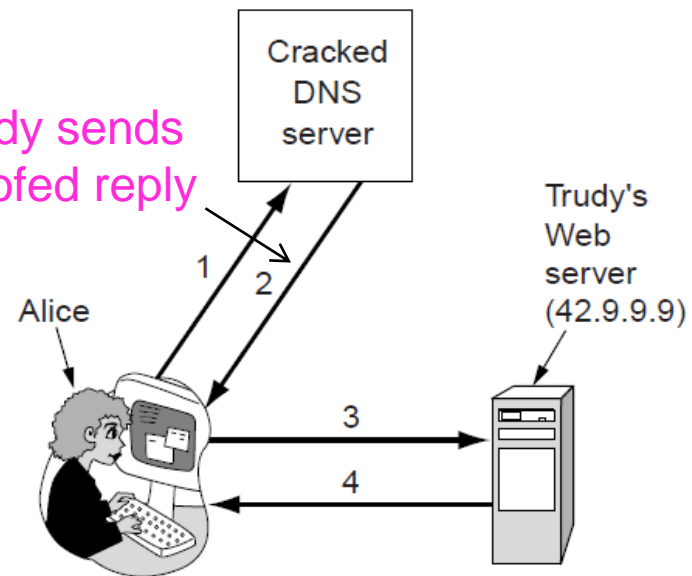 Cracked
DNS
server
dy sends
ofed reply
Trudy's
Web
server
(42.9.9.9)
1
2
Alice
3
4